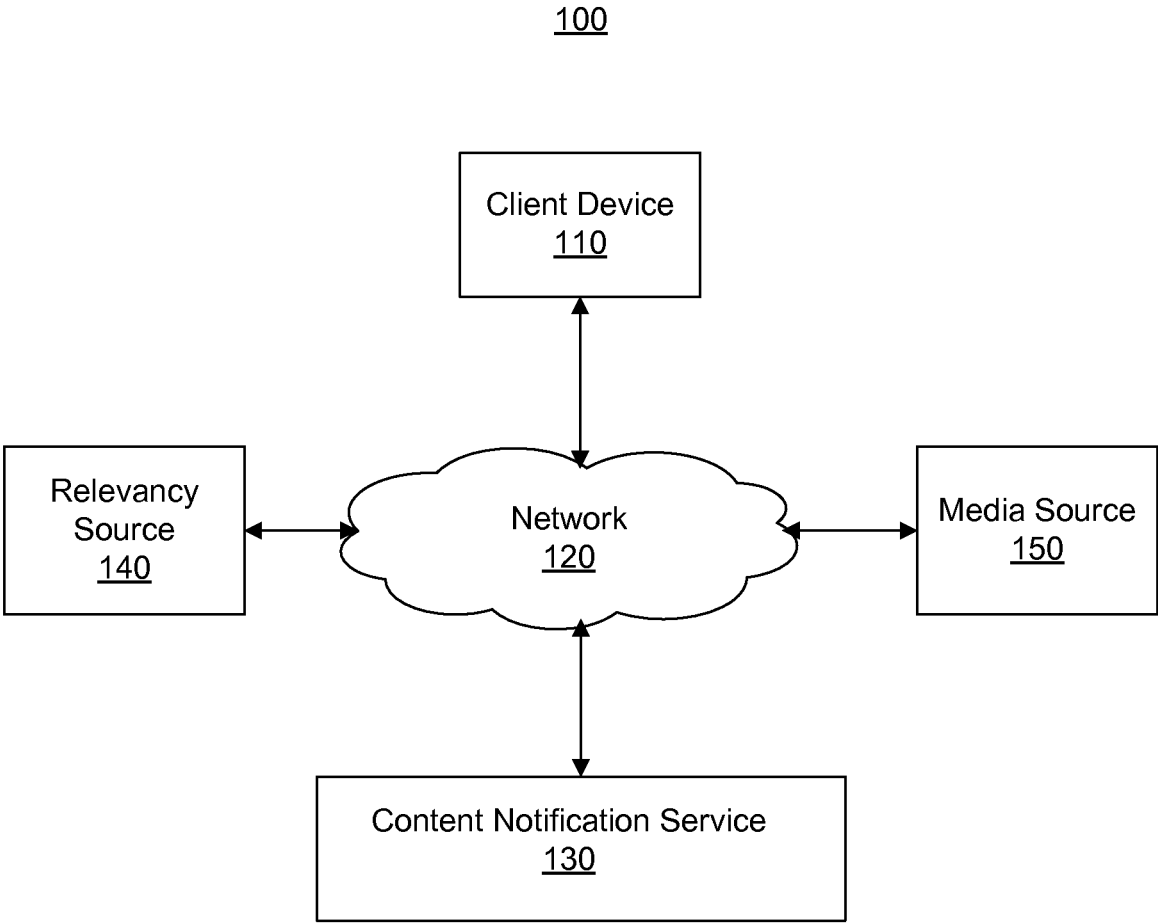 100
Client Device
110
Relevancy
Source
140
Network
120
Media Source
150
Content Notification Service
130